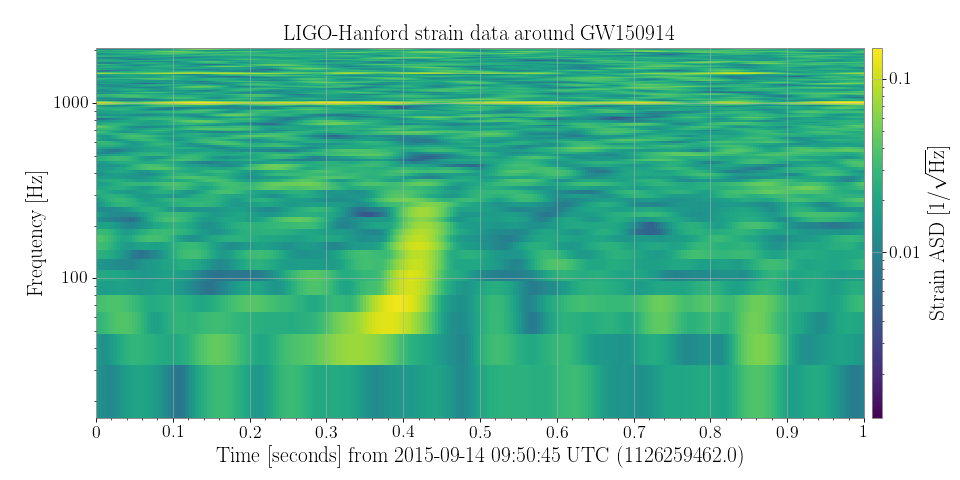 LIGO-Hanford strain data around GW150914
1000
100
Frequency [Hz]
0 0.1 0.2 0.3 0.4 0.5 0.6 0.7 0.8 0.9 1
Time [seconds] from 2015-09-14 09:50:45 UTC (1126259462.0)
0.1
0.01
Strain ASD [1/√Hz]